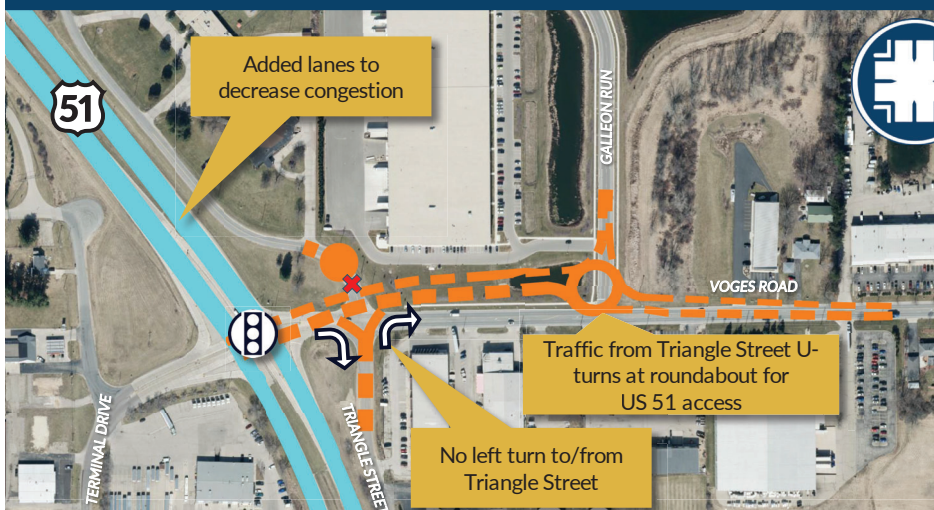 Added lanes to
decrease congestion
51
GALLEON RUN
VOGES ROAD
Traffic from Triangle Street U-
turns at roundabout for
US 51 access
No left turn to/from
Triangle Street
TERMINAL DRIVE
TRIANGLE STREET